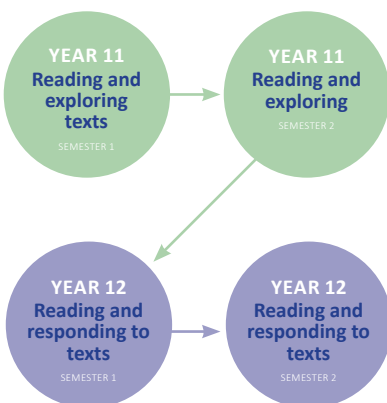 YEAR 11
Reading and
exploring
texts
SEMESTER 1
YEAR 11
Reading and
exploring
SEMESTER 2
YEAR 12
Reading and
responding to
texts
SEMESTER 1
YEAR 12
Reading and
responding to
texts
SEMESTER 2